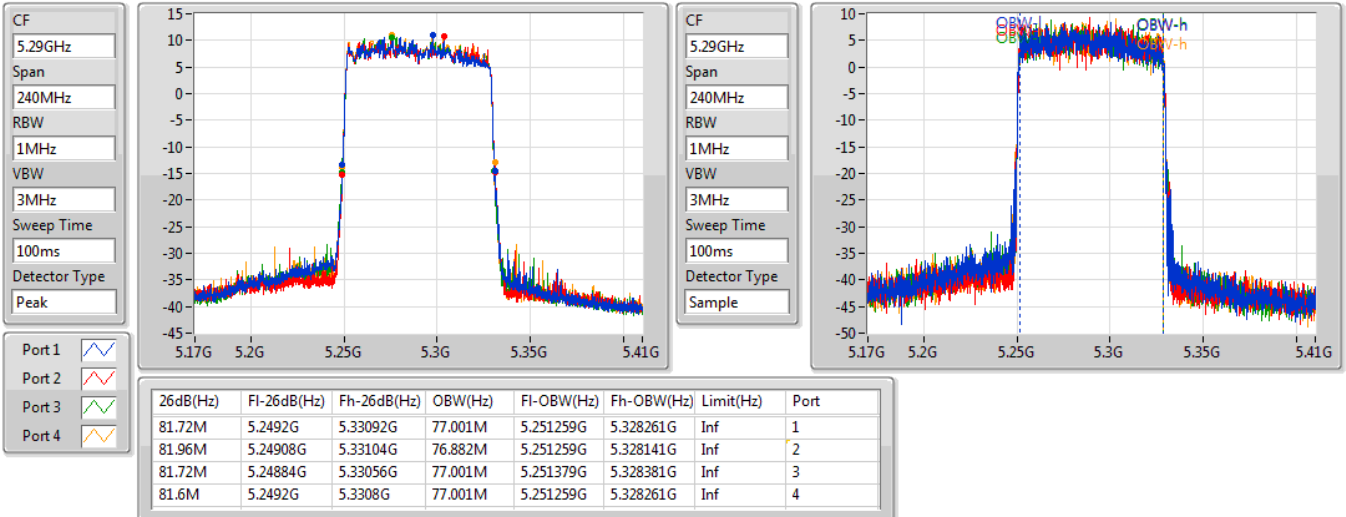 CF
5.29GHz
Span
240MHz
RBW
1MHz
VBW
3MHz
Sweep Time
100ms
Detector Type
Peak
15
10
5
0
-5
-10
-15
-20
-25
-30
-35
-40
-45
5.17G 5.2G 5.25G 5.3G 5.35G 5.41G
CF
5.29GHz
Span
240MHz
RBW
1MHz
VBW
3MHz
Sweep Time
100ms
Detector Type
Sample
10
5
0
-5
-10
-15
-20
-25
-30
-35
-40
-45
-50
OBW-h
OBW-h
5.17G 5.2G 5.25G 5.3G 5.35G 5.41G
Port 1
Port 2
Port 3
Port 4
26dB(Hz) Fl-26dB(Hz) Fh-26dB(Hz) OBW(Hz) Fl-OBW(Hz) Fh-OBW(Hz) Limit(Hz) Port
81.72M 5.2492G 5.33092G 77.001M 5.251259G 5.328261G Inf 1
81.96M 5.24908G 5.33104G 76.882M 5.251259G 5.328141G Inf 2
81.72M 5.24884G 5.33056G 77.001M 5.251379G 5.328381G Inf 3
81.6M 5.2492G 5.3308G 77.001M 5.251259G 5.328261G Inf 4